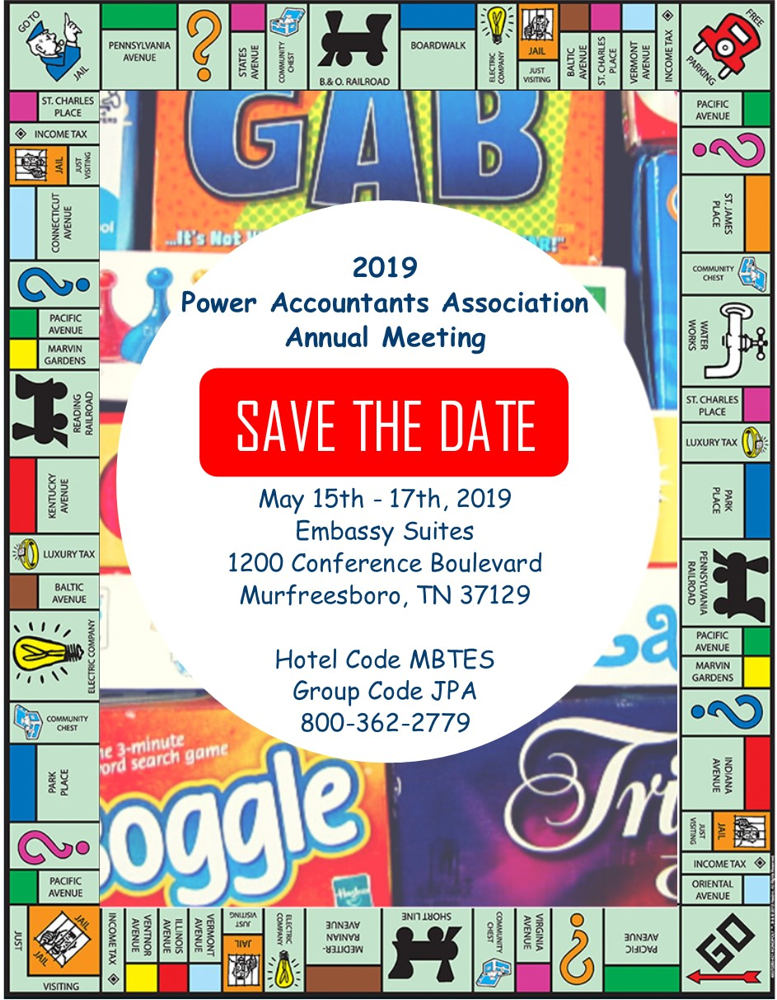 GO TO
JAIL
PENNSYLVANIA
AVENUE
STATES
AVENUE
COMMUNITY
CHEST
B.& O. RAILROAD
BOARDWALK
ELECTRIC
COMPANY
JAIL
JUST
VISITING
BALTIC
AVENUE
ST. CHARLES
PLACE
VERMONT
AVENUE
INCOME TAX
FREE
PARKING
ST. CHARLES
PLACE
INCOME TAX
JAIL
JUST
VISITING
CONNECTICUT
AVENUE
PACIFIC
AVENUE
MARVIN
GARDENS
READING
RAILROAD
KENTUCKY
AVENUE
LUXURY TAX
BALTIC
AVENUE
ELECTRIC COMPANY
COMMUNITY
CHEST
PARK
PLACE
PACIFIC
AVENUE
GAB
...It's Not
2019
Power Accountants Association
Annual Meeting
SAVE THE DATE
May 15th - 17th, 2019
Embassy Suites
1200 Conference Boulevard
Murfreesboro, TN 37129
Hotel Code MBTES
Group Code JPA
800-362-2779
3-minute
search game
oggle
Hasbro
Tri
PACIFIC
AVENUE
ST. JAMES
PLACE
COMMUNITY
CHEST
WATER
WORKS
ST. CHARLES
PLACE
LUXURY TAX
PARK
PLACE
PENNSYLVANIA
RAILROAD
PACIFIC
AVENUE
MARVIN
GARDENS
INDIANA
AVENUE
JAIL
JUST
VISITING
INCOME TAX
ORIENTAL
AVENUE
JUST
VISITING
JAIL
JAIL
INCOME TAX
VENTNOR
AVENUE
ILLINOIS
AVENUE
VERMONT
AVENUE
JUST
VISITING
JAIL
ELECTRIC
COMPANY
MEDITER-
RANIAN
AVENUE
SHORT LINE
COMMUNITY
CHEST
VIRGINIA
AVENUE
PACIFIC
AVENUE
GO